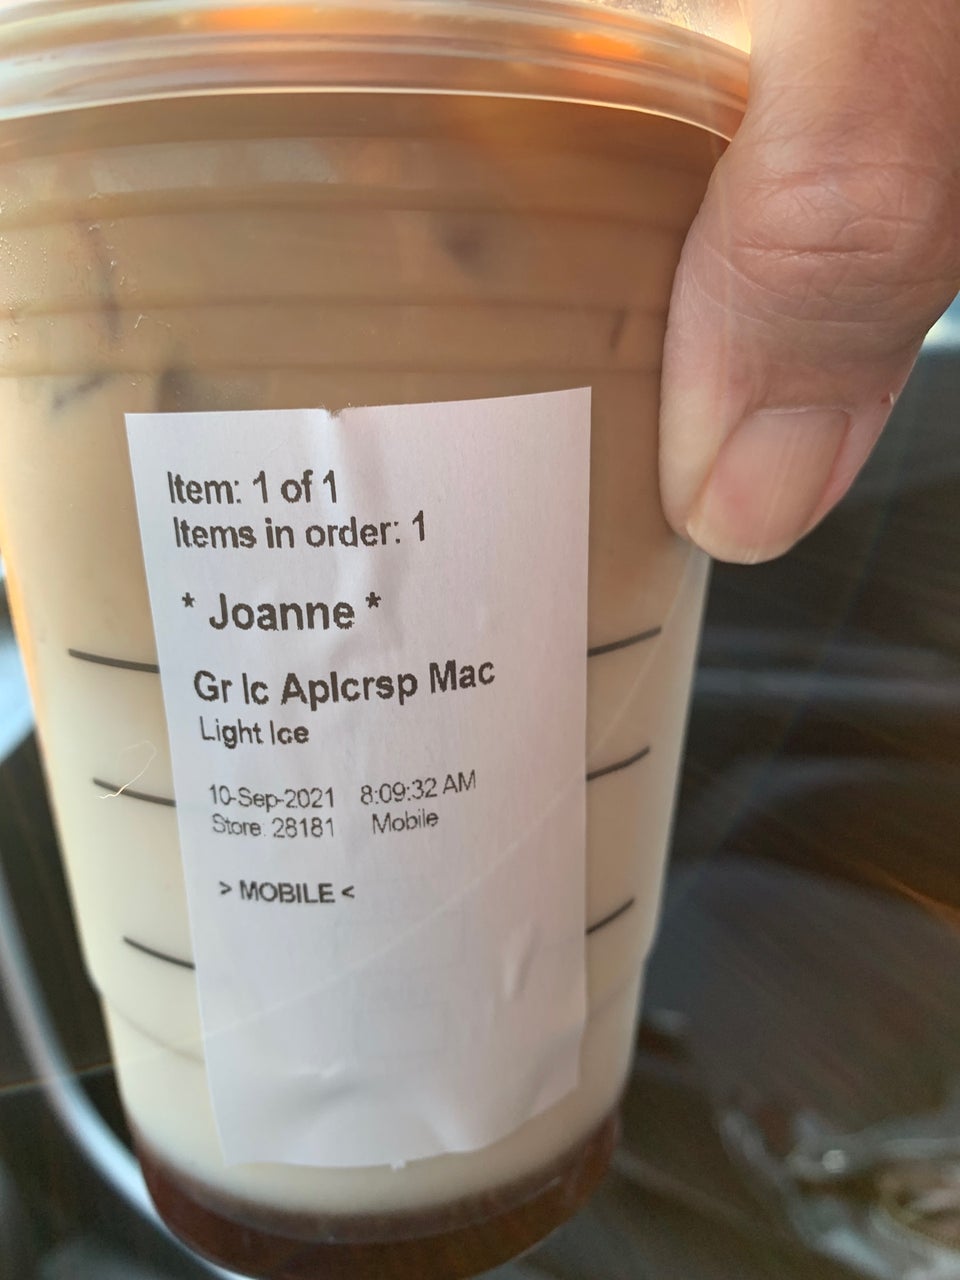 Item: 1 of 1
Items in order: 1
* Joanne *
Gr Ic Aplcrsp Mac
Light Ice
10-Sep-2021 8:09:32 AM
Store: 28181 Mobile
> MOBILE <